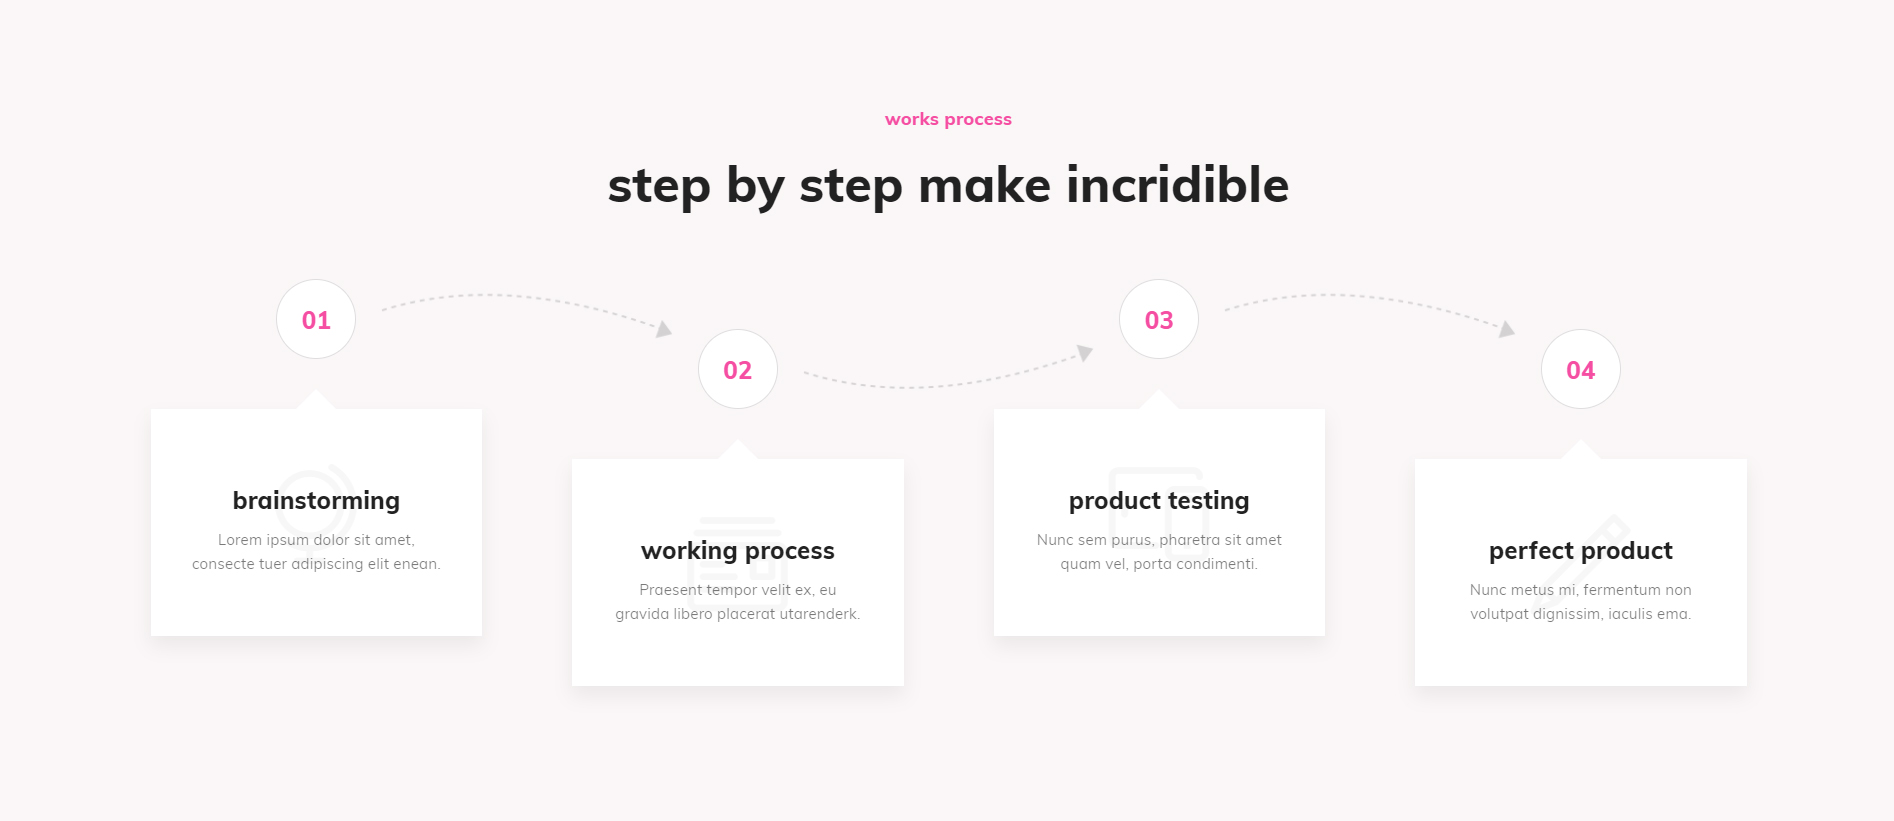 works process
step by step make incridible
01
02
03
04
brainstorming
Lorem ipsum dolor sit amet,
consecte tuer adipiscing elit enean.
working process
Praesent tempor velit ex, eu
gravida libero placerat utarenderk.
product testing
Nunc sem purus, pharetra sit amet
quam vel, porta condimenti.
perfect product
Nunc metus mi, fermentum non
volutpat dignissim, iaculis ema.